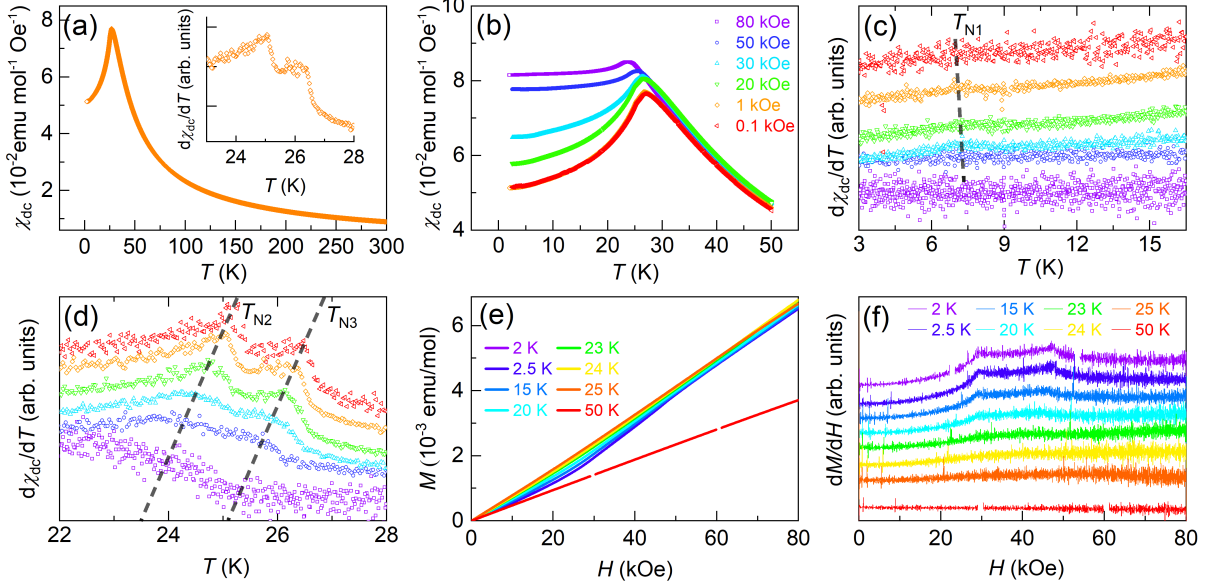 (a)
χdc (10-2emu mol-1 Oe-1)
8
6
4
2
0 50 100 150 200 250 300
T (K)
dχdc/dT (arb. units)
24 25 26 27 28
T (K)
(b)
χdc (10-2emu mol-1 Oe-1)
10
8
6
4
0 10 20 30 40 50
T (K)
80 kOe
50 kOe
30 kOe
20 kOe
1 kOe
0.1 kOe
(c)
TN1
dχdc/dT (arb. units)
3 6 9 12 15
T (K)
(d)
TN2 TN3
dχdc/dT (arb. units)
22 24 26 28
T (K)
(e)
M (10-3 emu/mol)
6
4
2
0
0 20 40 60 80
H (kOe)
2 K 23 K
2.5 K 24 K
15 K 25 K
20 K 50 K
(f)
dM/dH (arb. units)
2 K 15 K 23 K 25 K
2.5 K 20 K 24 K 50 K
0 20 40 60 80
H (kOe)